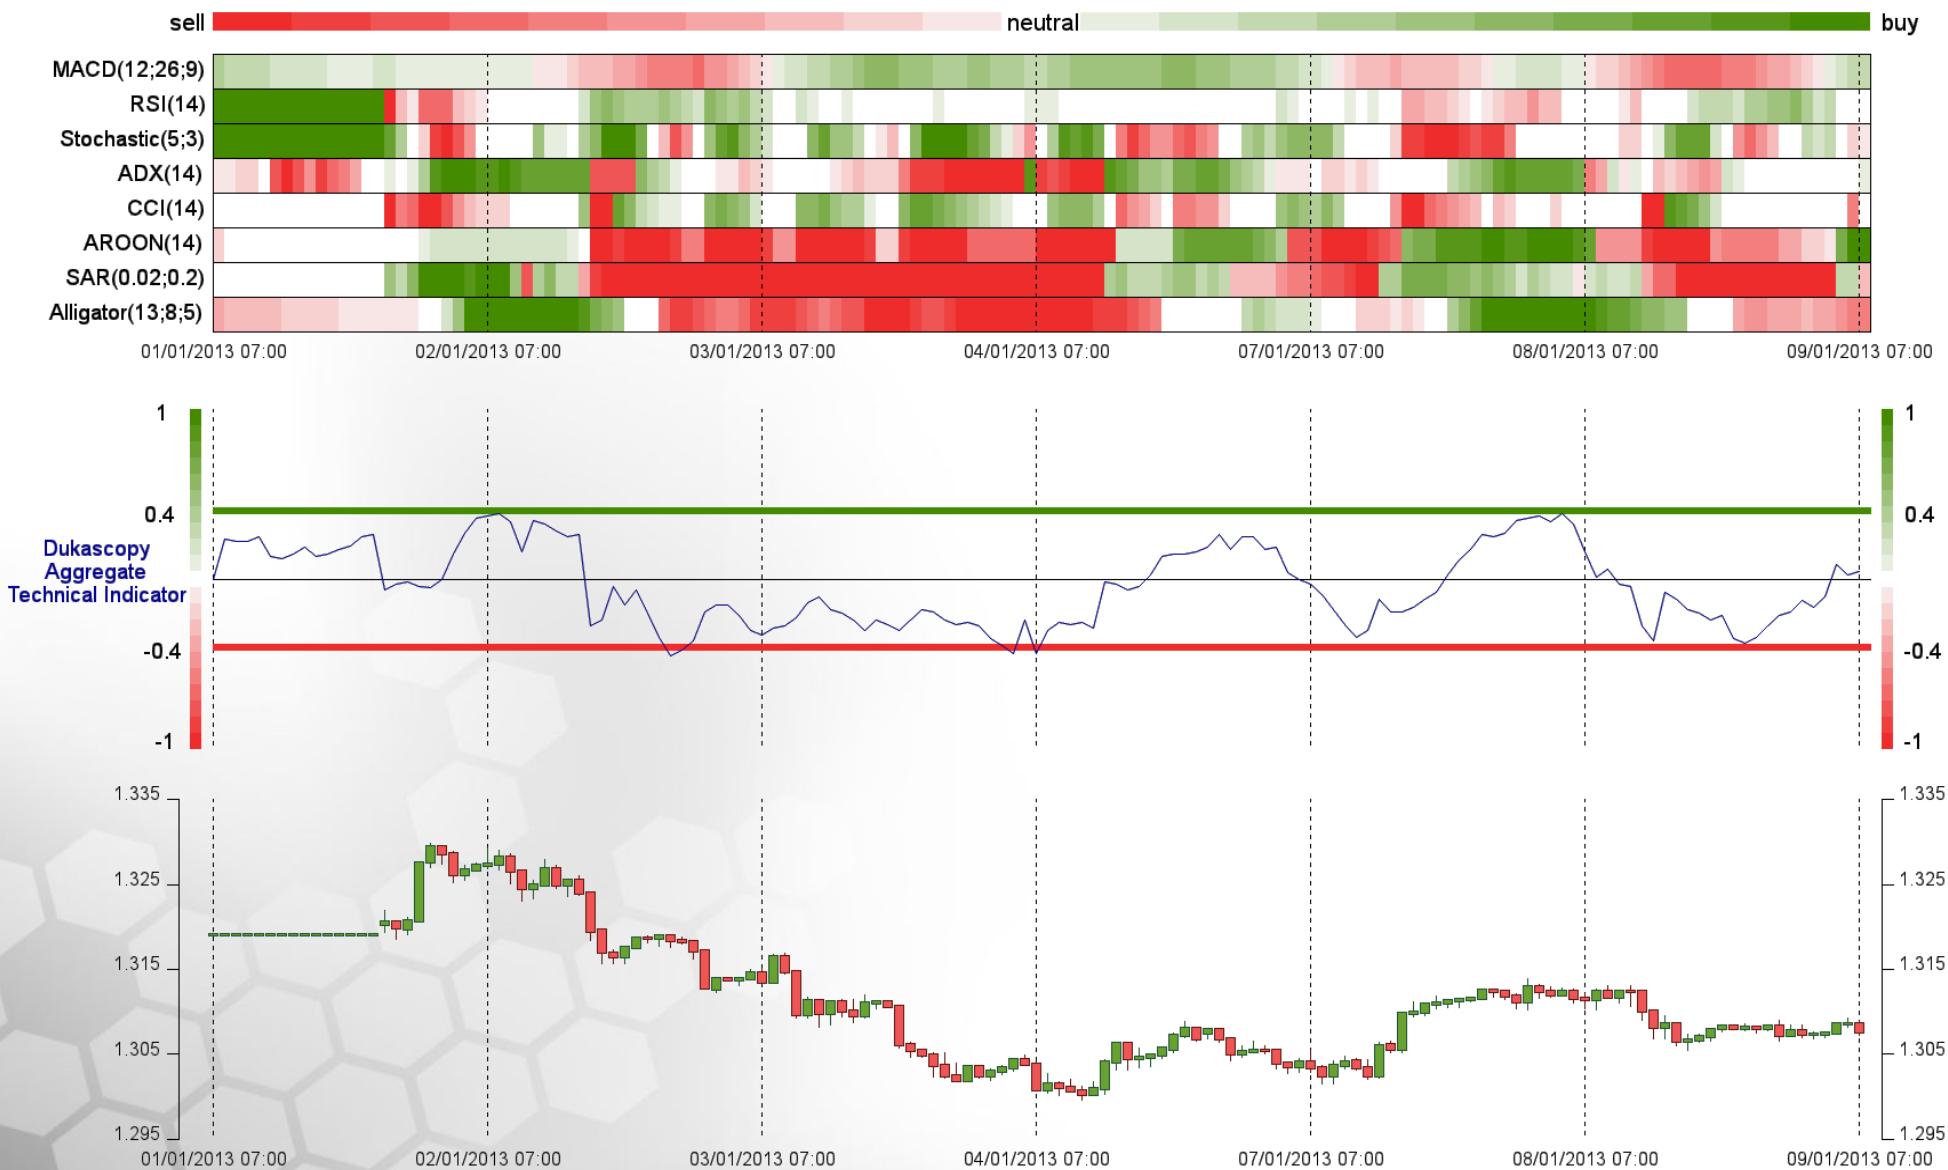 sell neutral buy
MACD(12;26;9)
RSI(14)
Stochastic(5;3)
ADX(14)
CCI(14)
AROON(14)
SAR(0.02;0.2)
Alligator(13;8;5)
01/01/2013 07:00 02/01/2013 07:00 03/01/2013 07:00 04/01/2013 07:00 07/01/2013 07:00 08/01/2013 07:00 09/01/2013 07:00
1 1
0.4 0.4
Dukascopy
Aggregate
Technical Indicator
-0.4 -0.4
-1 -1
1.335 1.335
1.325 1.325
1.315 1.315
1.305 1.305
1.295 1.295
01/01/2013 07:00 02/01/2013 07:00 03/01/2013 07:00 04/01/2013 07:00 07/01/2013 07:00 08/01/2013 07:00 09/01/2013 07:00